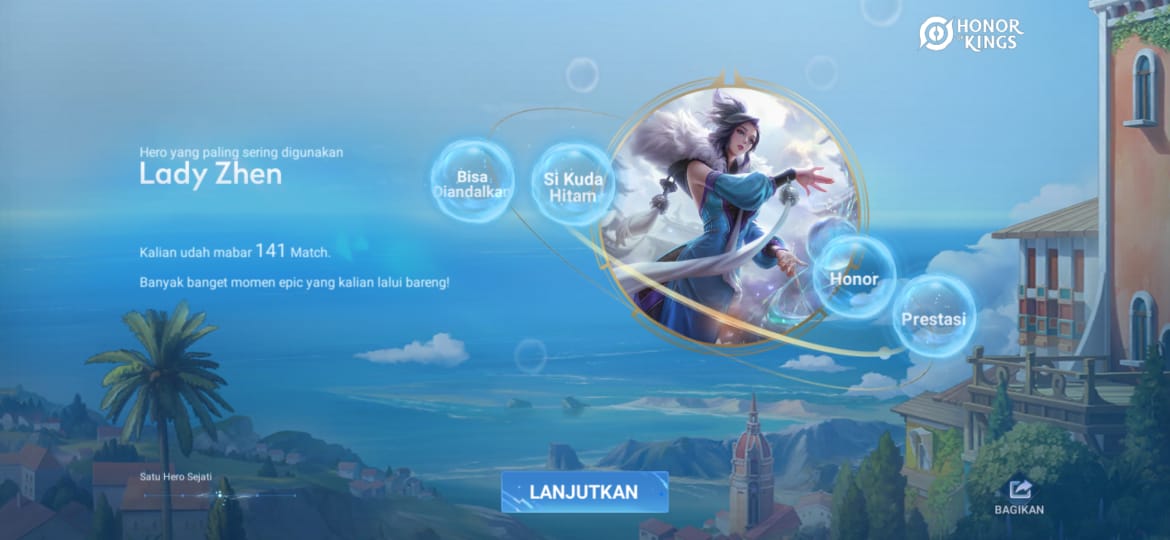 HONOR
OF KINGS
Hero yang paling sering digunakan
Lady Zhen
Bisa
Diandalkan
Si Kuda
Hitam
Kalian udah mabar 141 Match.
Banyak banget momen epic yang kalian lalui bareng!
Honor
Prestasi
Satu Hero Sejati
LANJUTKAN
BAGIKAN